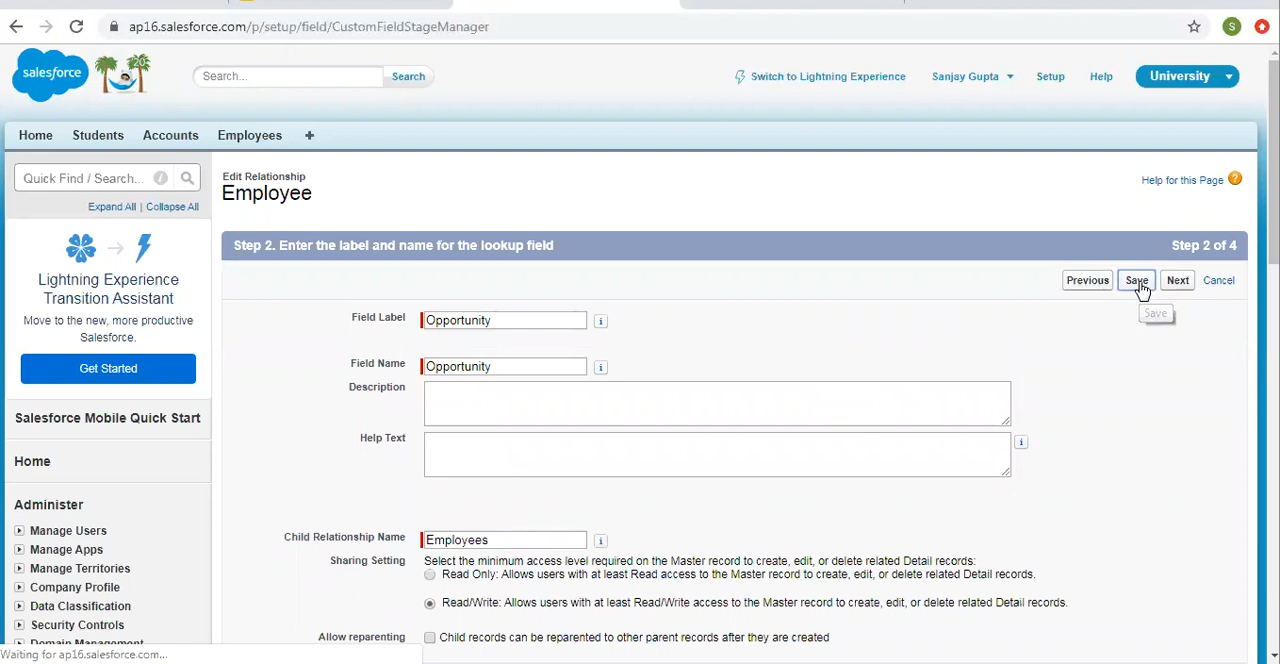 ap16.salesforce.com/p/setup/field/CustomFieldStageManager
S
salesforce
Search...
Search
Switch to Lightning Experience
Sanjay Gupta
Setup
Help
University
Home
Students
Accounts
Employees
+
Quick Find / Search...
Expand All | Collapse All
Lightning Experience
Transition Assistant
Move to the new, more productive
Salesforce.
Get Started
Salesforce Mobile Quick Start
Home
Administer
Manage Users
Manage Apps
Manage Territories
Company Profile
Data Classification
Security Controls
Domain Management
Waiting for ap16.salesforce.com...
Edit Relationship
Employee
Help for this Page
Step 2. Enter the label and name for the lookup field
Step 2 of 4
Previous
Save
Next
Cancel
Save
Field Label
Opportunity
Field Name
Opportunity
Description
Help Text
Child Relationship Name
Employees
Sharing Setting
Select the minimum access level required on the Master record to create, edit, or delete related Detail records:
Read Only: Allows users with at least Read access to the Master record to create, edit, or delete related Detail records.
Read/Write: Allows users with at least Read/Write access to the Master record to create, edit, or delete related Detail records.
Allow reparenting
Child records can be reparented to other parent records after they are created